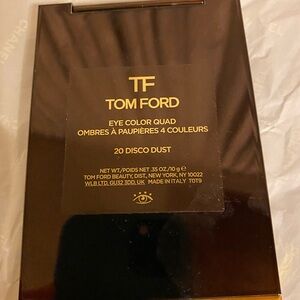 TF
TOM FORD
EYE COLOR QUAD
OMBRES À PAUPIÈRES 4 COULEURS
20 DISCO DUST
NET WT./POIDS NET .35 OZ./10 g e
TOM FORD BEAUTY, DIST., NEW YORK, NY 10022
WLB LTD, GU32 3DD, UK MADE IN ITALY T0T9
CHANEL